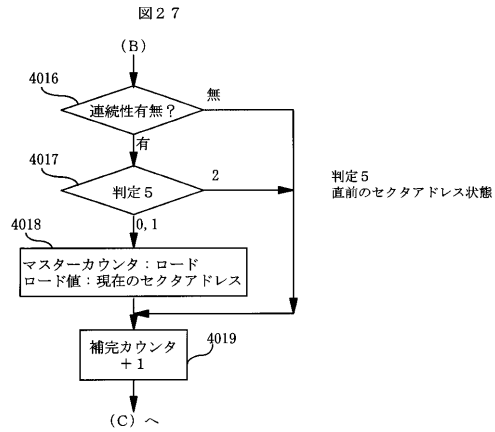 図２７
(B)
4016
連続性有無？
無
有
4017
判定５
2
判定５
直前のセクタアドレス状態
0,1
4018
マスターカウンタ：ロード
ロード値：現在のセクタアドレス
補完カウンタ
＋１
4019
(C) へ